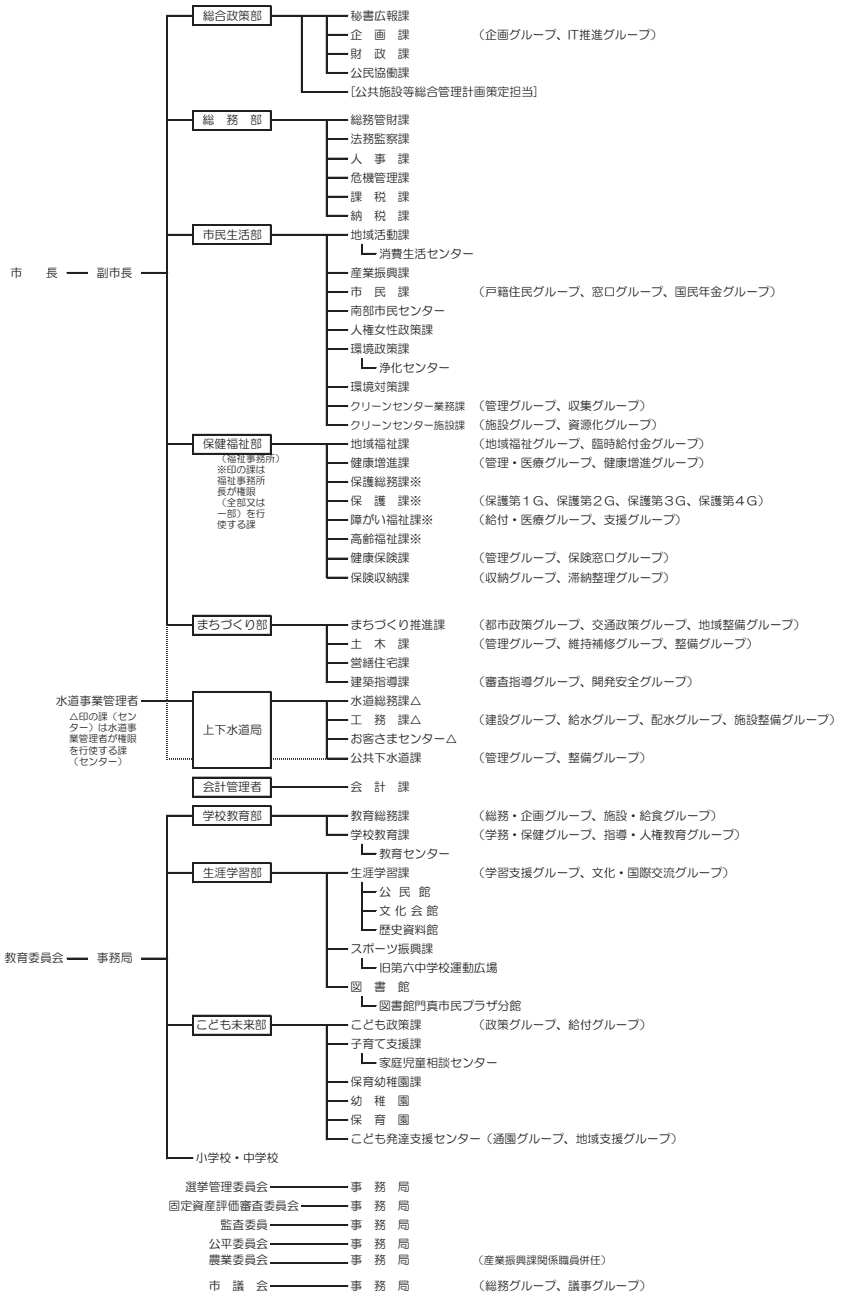 総合政策部 秘書広報課
企　画　課 （企画グループ、IT推進グループ）
財　政　課
公民協働課
[公共施設等総合管理計画策定担当]
総　務　部 総務管財課
法務監察課
人　事　課
危機管理課
課　税　課
納　税　課
市民生活部 地域活動課
消費生活センター
市　　長 副市長 産業振興課
市　民　課 （戸籍住民グループ、窓口グループ、国民年金グループ）
南部市民センター
人権女性政策課
環境政策課
浄化センター
環境対策課
クリーンセンター業務課 （管理グループ、収集グループ）
クリーンセンター施設課 （施設グループ、資源化グループ）
保健福祉部 地域福祉課 （地域福祉グループ、臨時給付金グループ）
（福祉事務所）
※印の課は
福祉事務所
長が権限
（全部又は
一部）を行
使する課
健康増進課 （管理・医療グループ、健康増進グループ）
保護総務課※
保　護　課※ （保護第１Ｇ、保護第２Ｇ、保護第３Ｇ、保護第４Ｇ）
障がい福祉課※ （給付・医療グループ、支援グループ）
高齢福祉課※
健康保険課 （管理グループ、保険窓口グループ）
保険収納課 （収納グループ、滞納整理グループ）
まちづくり部 まちづくり推進課 （都市政策グループ、交通政策グループ、地域整備グループ）
土　木　課 （管理グループ、維持補修グループ、整備グループ）
営繕住宅課
建築指導課 （審査指導グループ、開発安全グループ）
水道事業管理者
△印の課（セン
ター）は水道事
業管理者が権限
を行使する課
（センター）
上下水道局 水道総務課△
工　務　課△ （建設グループ、給水グループ、配水グループ、施設整備グループ）
お客さまセンター△
公共下水道課 （管理グループ、整備グループ）
会計管理者 会　計　課
学校教育部 教育総務課 （総務・企画グループ、施設・給食グループ）
学校教育課 （学務・保健グループ、指導・人権教育グループ）
教育センター
生涯学習部 生涯学習課 （学習支援グループ、文化・国際交流グループ）
公　民　館
文 化 会 館
歴史資料館
スポーツ振興課
教育委員会 事務局
旧第六中学校運動広場
図　書　館
図書館門真市民プラザ分館
こども未来部 こども政策課 （政策グループ、給付グループ）
子育て支援課
家庭児童相談センター
保育幼稚園課
幼　稚　園
保　育　園
こども発達支援センター （通園グループ、地域支援グループ）
小学校・中学校
選挙管理委員会 事　務　局
固定資産評価審査委員会 事　務　局
監査委員 事　務　局
公平委員会 事　務　局
農業委員会 事　務　局 （産業振興課関係職員併任）
市　議　会 事　務　局 （総務グループ、議事グループ）